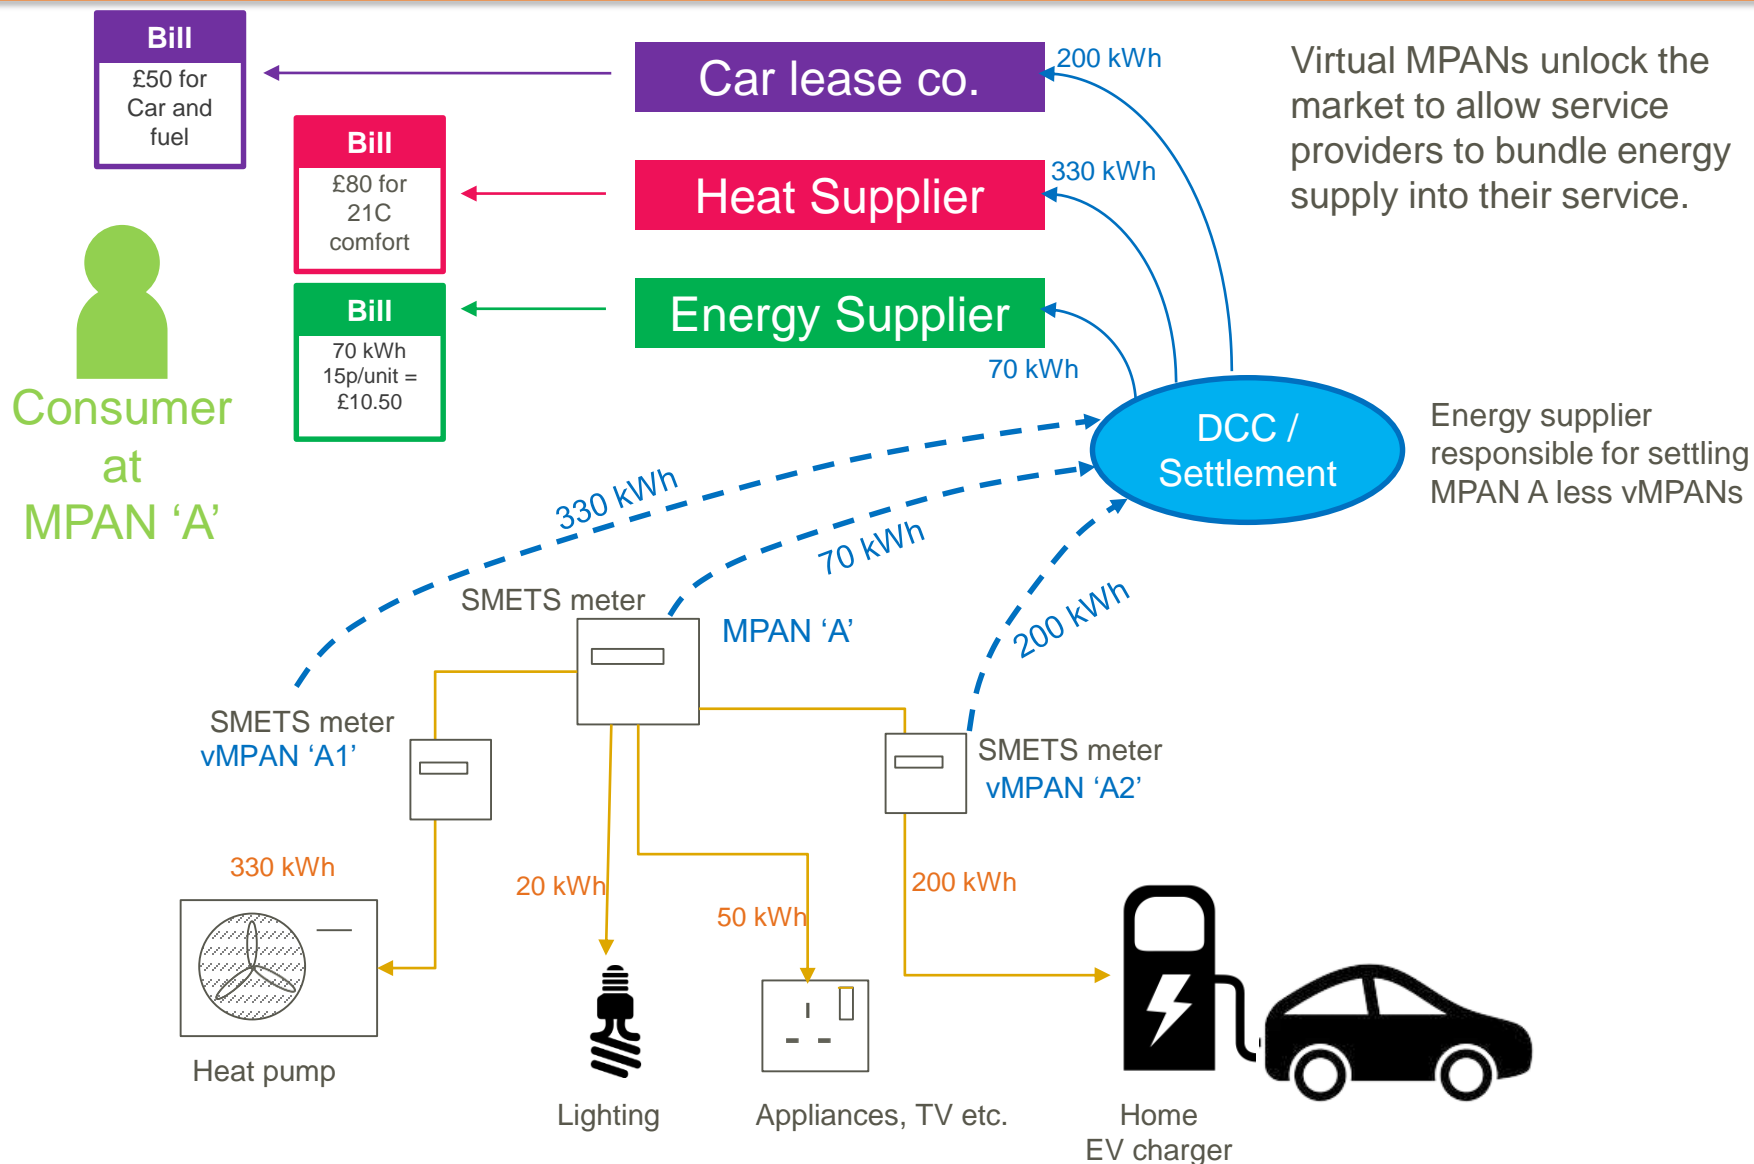 Bill
£50 for
Car and
fuel
Car lease co.
200 kWh
Virtual MPANs unlock the
market to allow service
providers to bundle energy
supply into their service.
Bill
£80 for
21C
comfort
Heat Supplier
330 kWh
Bill
70 kWh
15p/unit =
£10.50
Energy Supplier
70 kWh
Consumer
at
MPAN ‘A’
DCC /
Settlement
Energy supplier
responsible for settling
MPAN A less vMPANs
330 kWh
70 kWh
200 kWh
SMETS meter
MPAN ‘A’
SMETS meter
vMPAN ‘A1’
SMETS meter
vMPAN ‘A2’
330 kWh
20 kWh
50 kWh
200 kWh
Heat pump
Lighting
Appliances, TV etc.
Home
EV charger